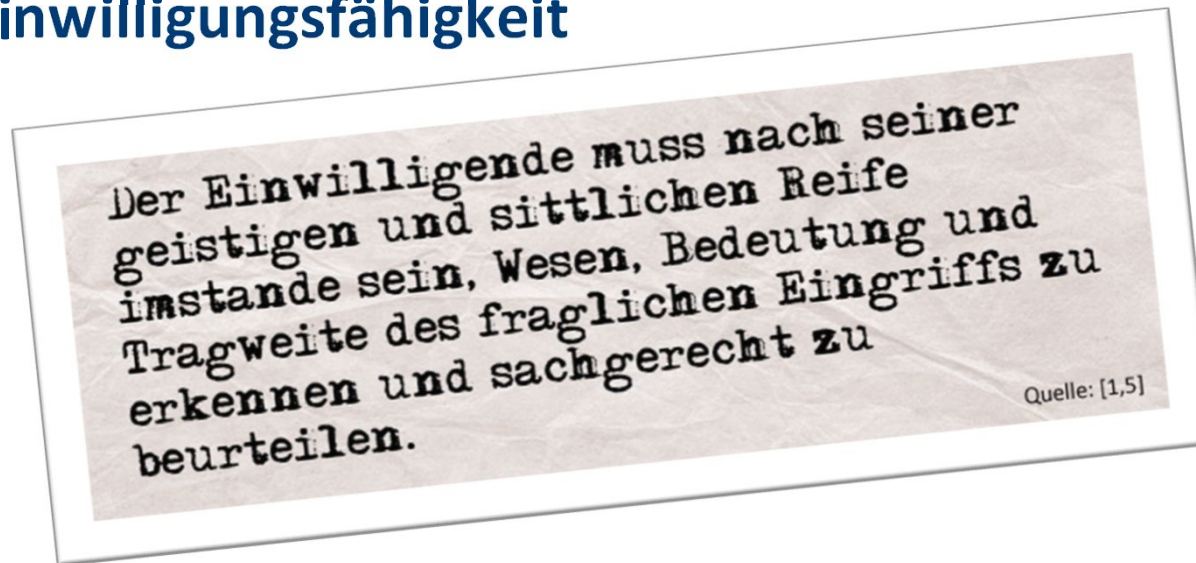 inwilligungsfähigkeit
Der Einwilligende muss nach seiner
geistigen und sittlichen Reife
imstande sein, Wesen, Bedeutung und
Tragweite des fraglichen Eingriffs zu
erkennen und sachgerecht zu
beurteilen.
Quelle: [1,5]